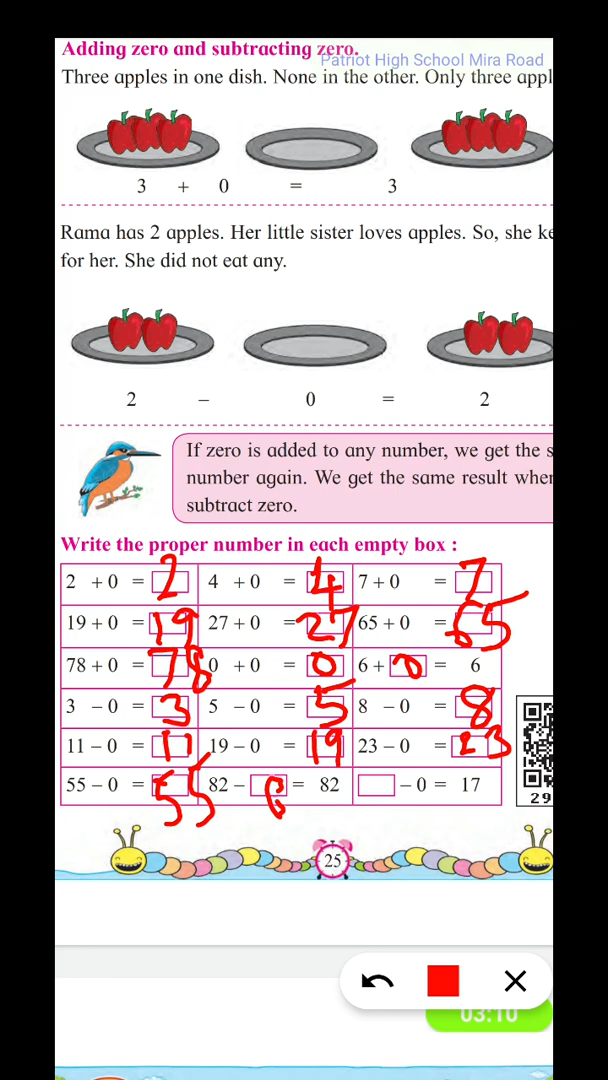 Adding zero and subtracting zero.
Patriot High School Mira Road
Three apples in one dish. None in the other. Only three appl
3 + 0 = 3
Rama has 2 apples. Her little sister loves apples. So, she ke
for her. She did not eat any.
2 − 0 = 2
If zero is added to any number, we get the s
number again. We get the same result when
subtract zero.
Write the proper number in each empty box :
2 + 0 = 2 4 + 0 = 4 7 + 0 = 7
19 + 0 = 19 27 + 0 = 27 65 + 0 = 65
78 + 0 = 78 0 + 0 = 0 6 + 0 = 6
3 − 0 = 3 5 − 0 = 5 8 − 0 = 8
11 − 0 = 11 19 − 0 = 19 23 − 0 = 23
55 − 0 = 55 82 − 0 = 82 − 0 = 17
29
25
03:10